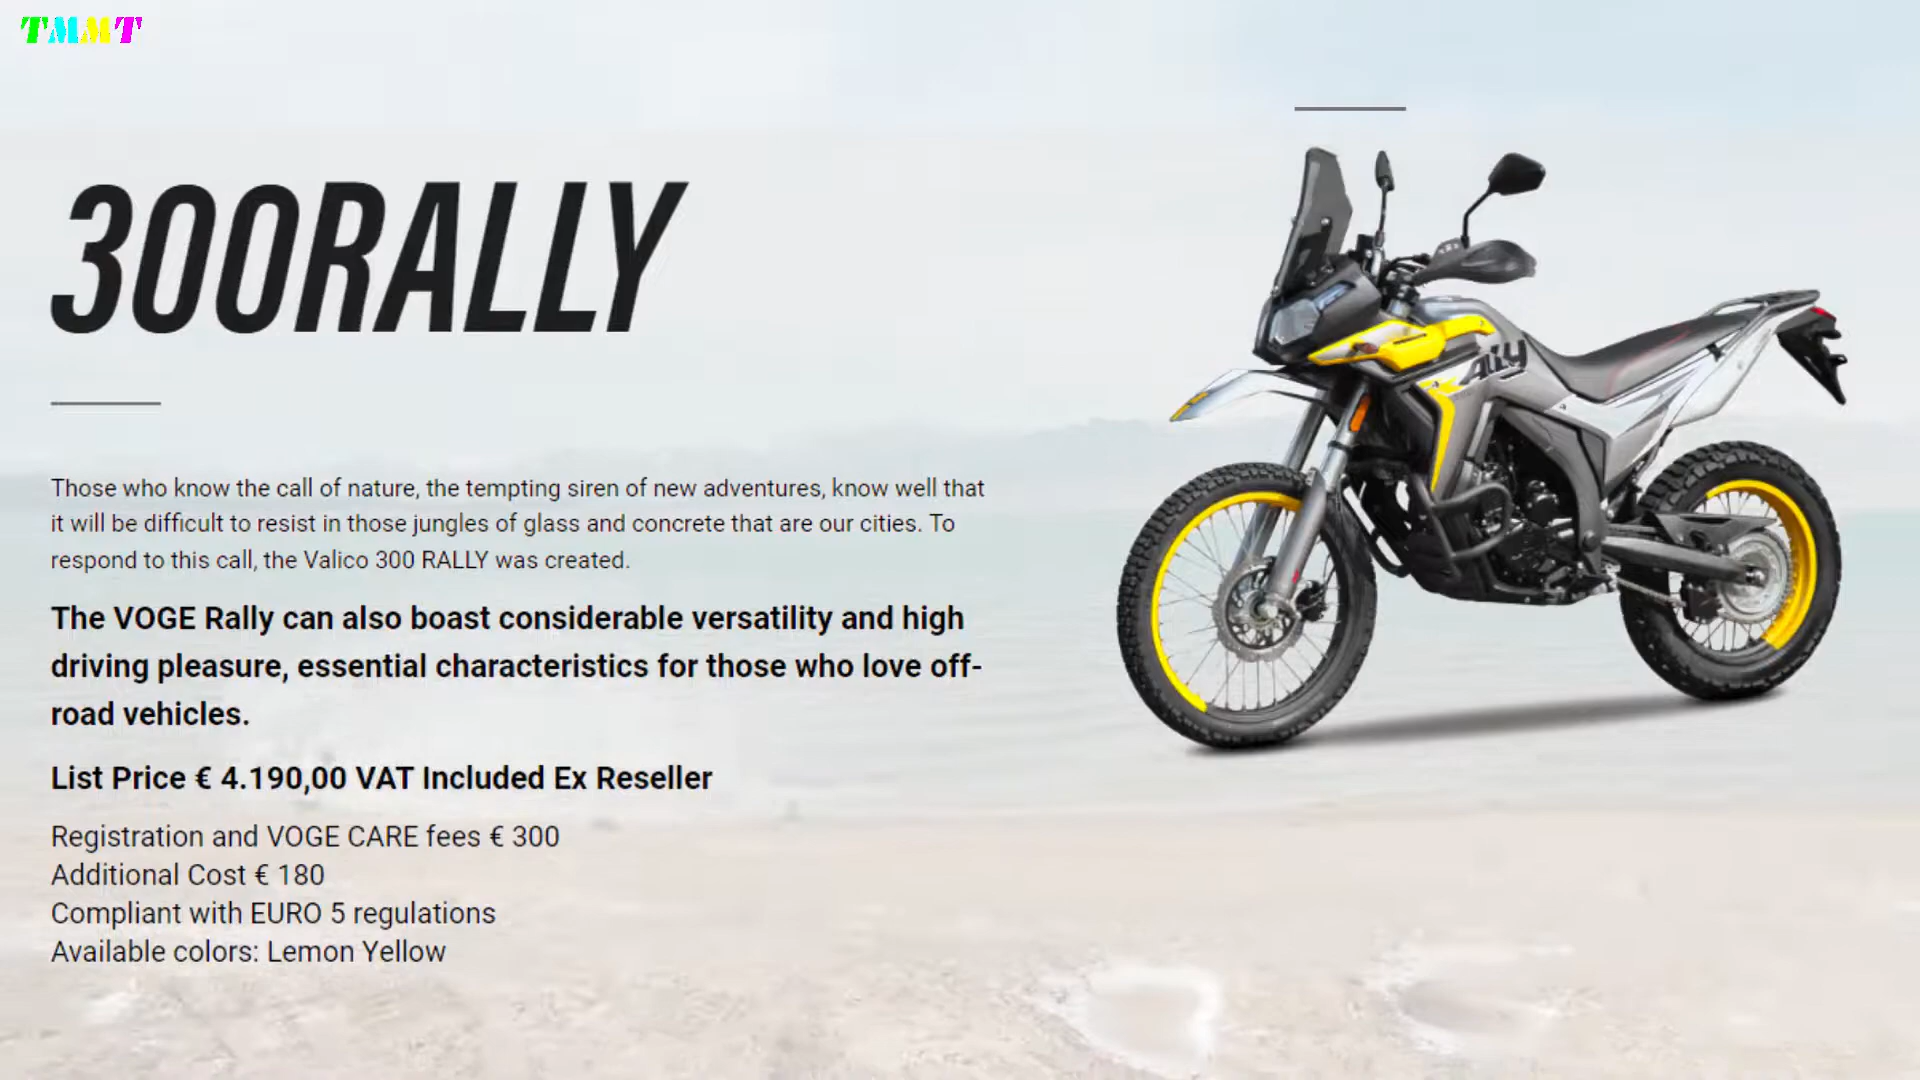 TMMT
300RALLY
Those who know the call of nature, the tempting siren of new adventures, know well that
it will be difficult to resist in those jungles of glass and concrete that are our cities. To
respond to this call, the Valico 300 RALLY was created.
The VOGE Rally can also boast considerable versatility and high
driving pleasure, essential characteristics for those who love off-
road vehicles.
List Price € 4.190,00 VAT Included Ex Reseller
Registration and VOGE CARE fees € 300
Additional Cost € 180
Compliant with EURO 5 regulations
Available colors: Lemon Yellow